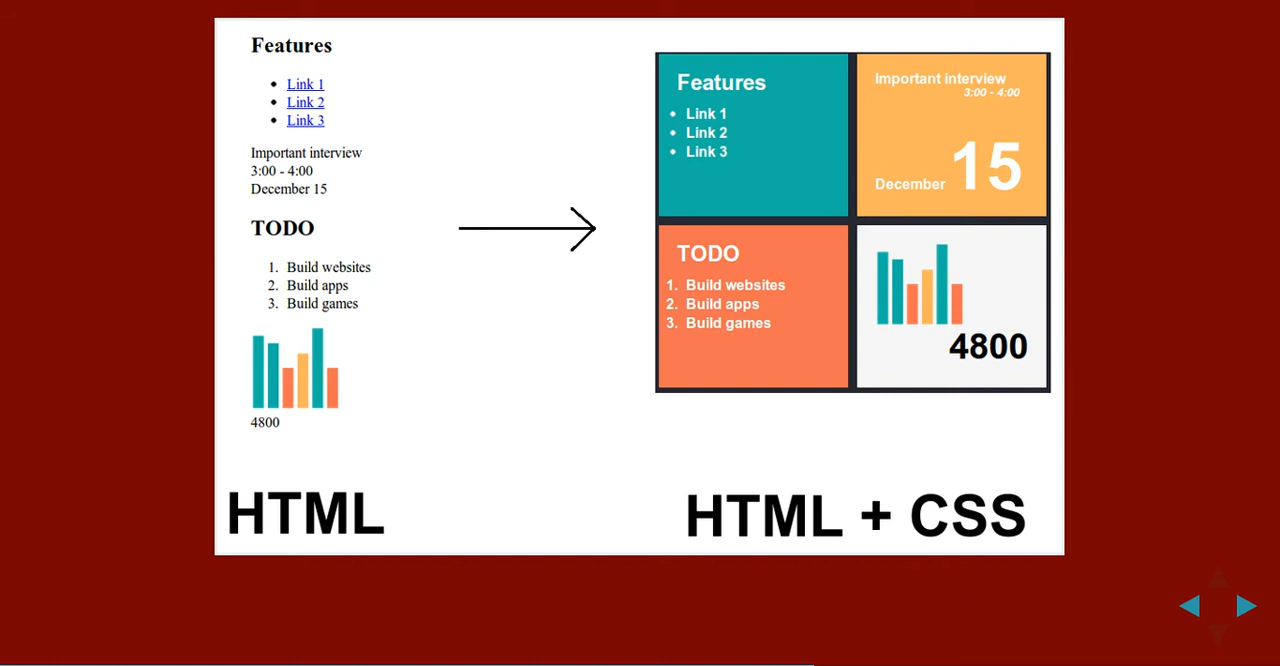 Features
Link 1
Link 2
Link 3
Important interview
3:00 - 4:00
December 15
TODO
1. Build websites
2. Build apps
3. Build games
4800
HTML
Features
Link 1
Link 2
Link 3
Important interview
3:00 - 4:00
December 15
TODO
1. Build websites
2. Build apps
3. Build games
4800
HTML + CSS